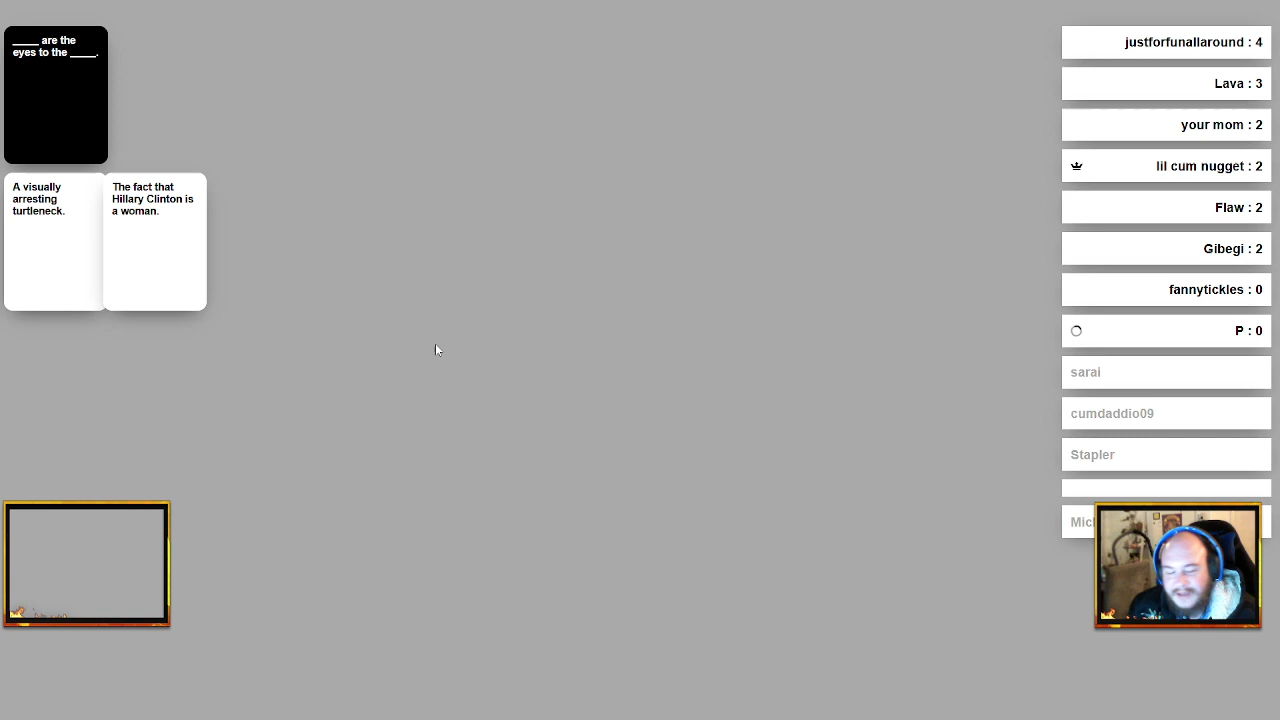 _____ are the
eyes to the _____.
A visually
arresting
turtleneck.
The fact that
Hillary Clinton is
a woman.
justforfunallaround : 4
Lava : 3
your mom : 2
lil cum nugget : 2
Flaw : 2
Gibegi : 2
fannytickles : 0
P : 0
sarai
cumdaddio09
Stapler